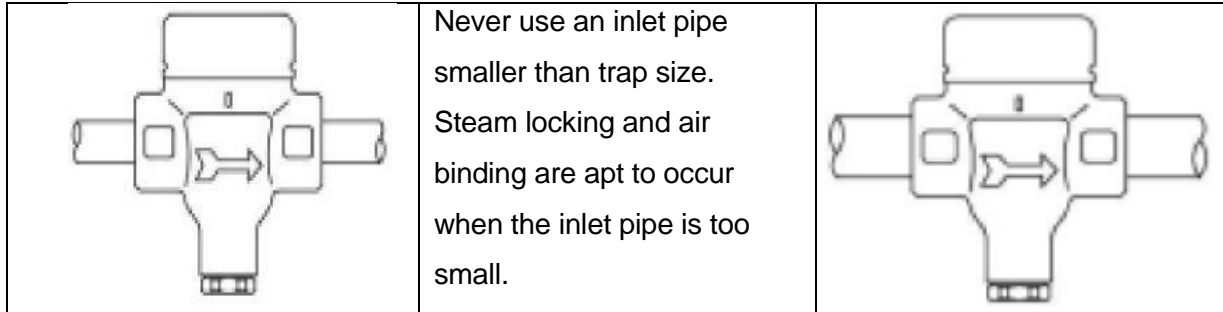 Never use an inlet pipe
smaller than trap size.
Steam locking and air
binding are apt to occur
when the inlet pipe is too
small.